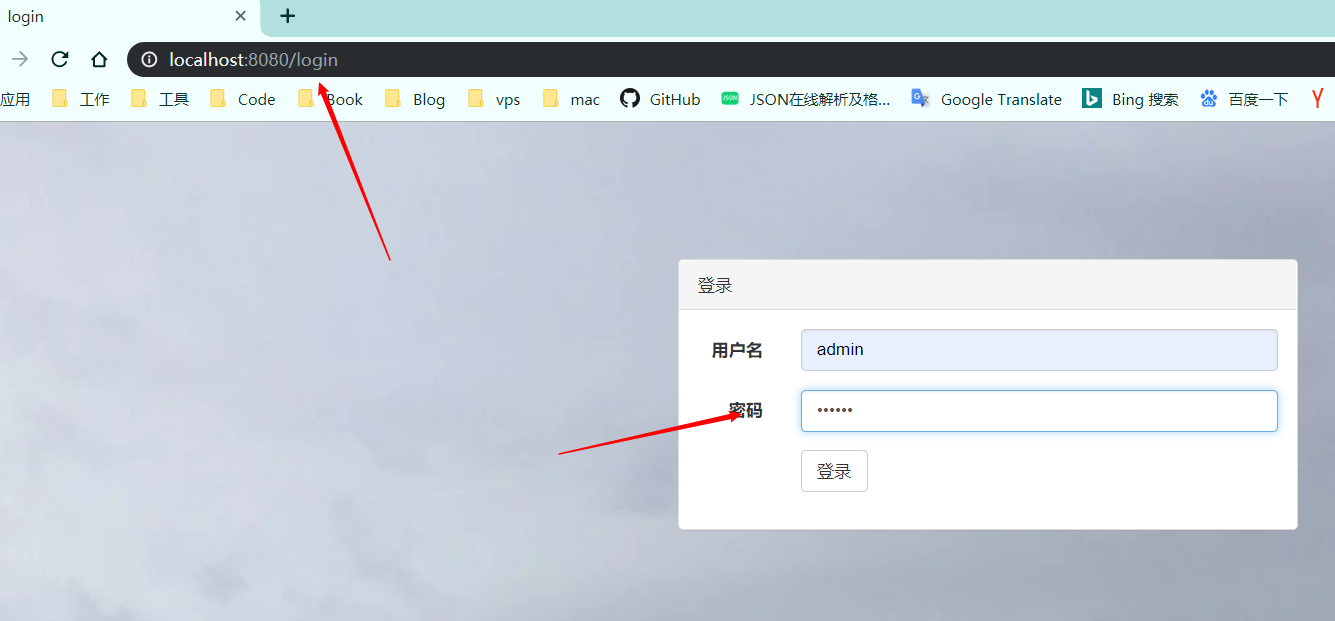 login
localhost:8080/login
应用 工作 工具 Code Book Blog vps mac GitHub JSON JSON在线解析及格... Google Translate Bing 搜索 百度一下
登录
用户名 admin
密码 ••••••
登录